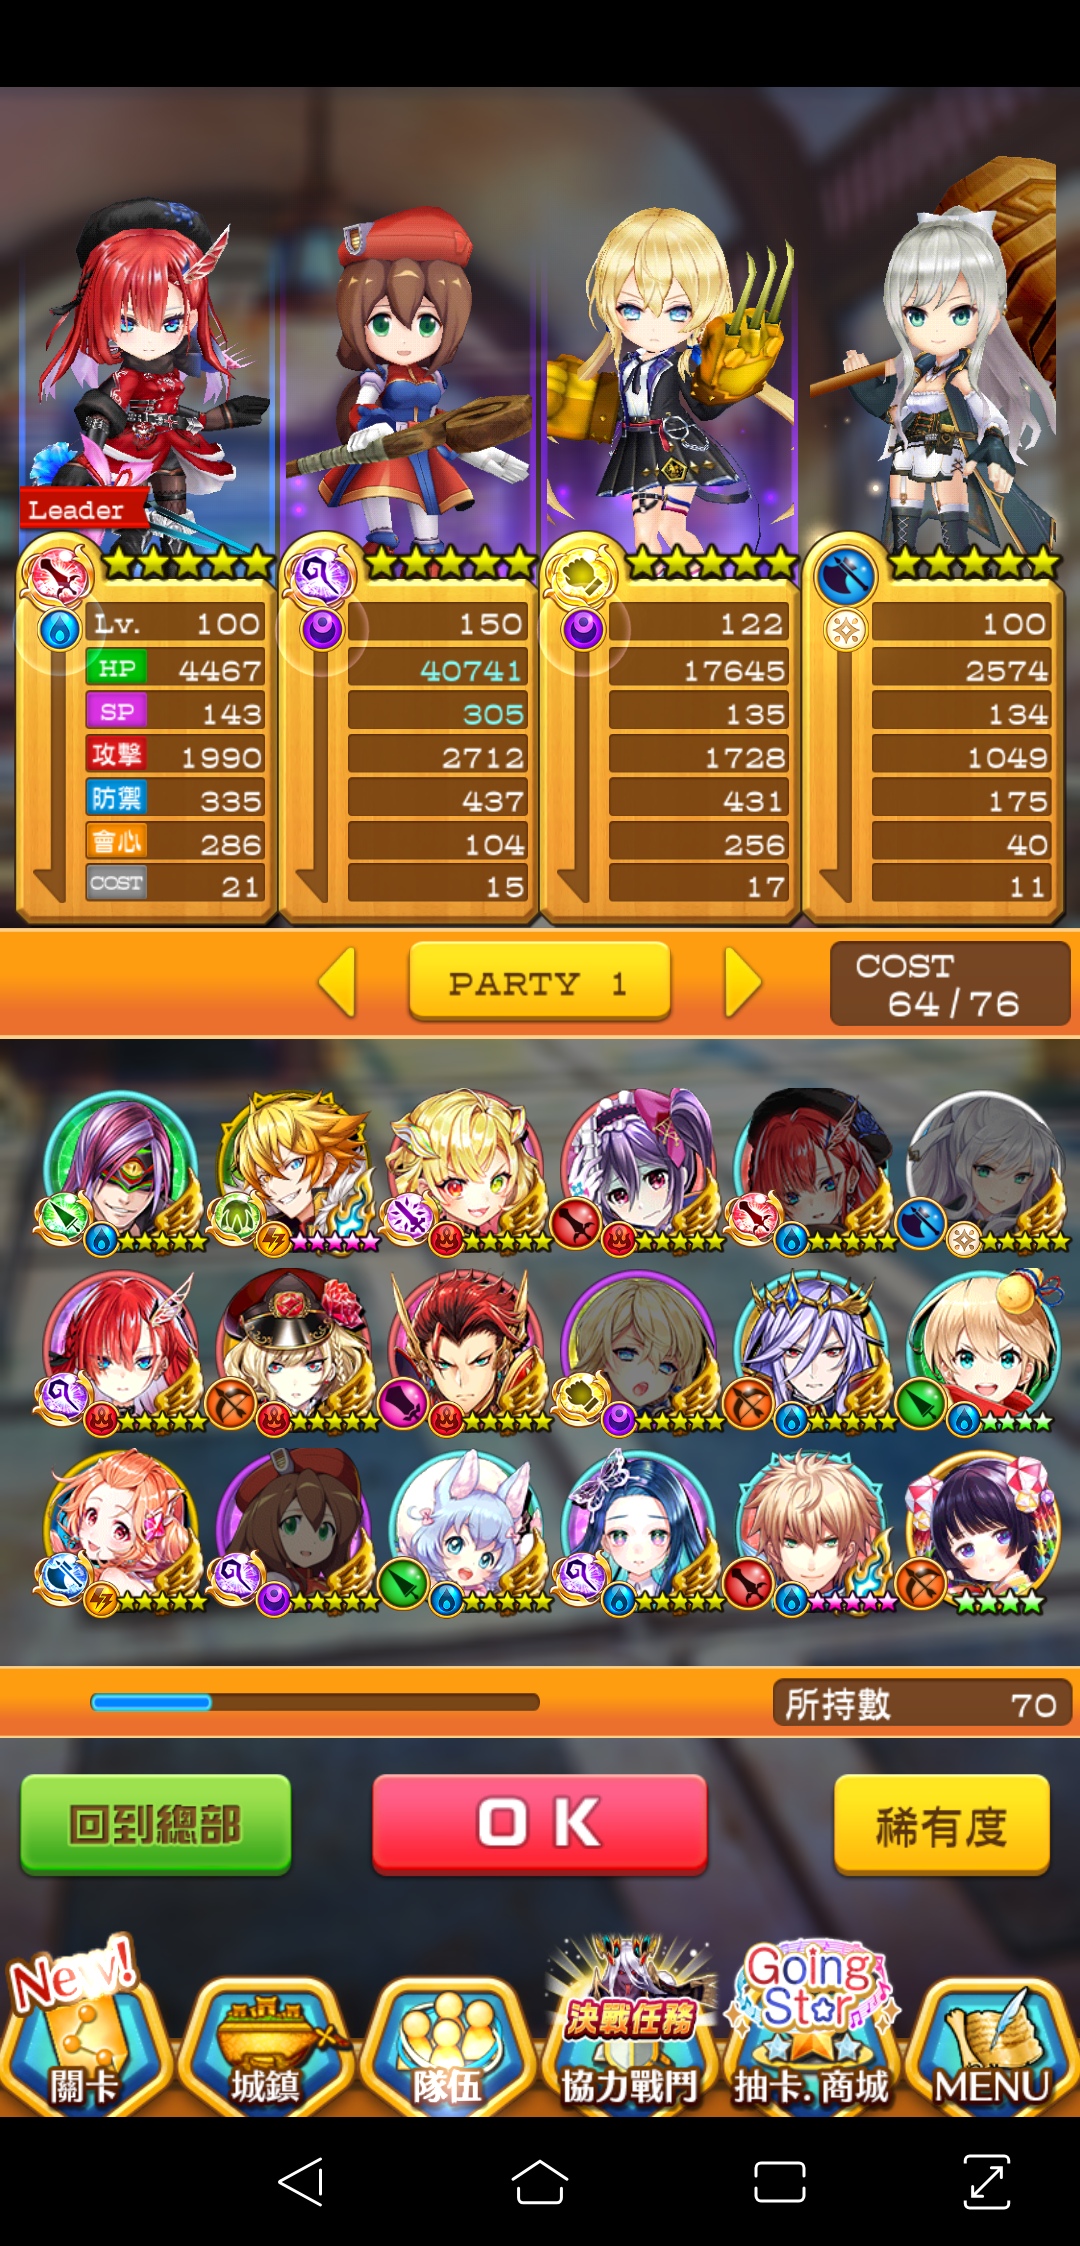 Leader
Lv. 100 150 122 100
HP 4467 40741 17645 2574
SP 143 305 135 134
攻擊 1990 2712 1728 1049
防禦 335 437 431 175
會心 286 104 256 40
COST 21 15 17 11
PARTY 1
COST
64/76
所持數 70
回到總部
OK
稀有度
New!
決戰任務
Going
Star
關卡
城鎮
隊伍
協力戰鬥
抽卡.商城
MENU